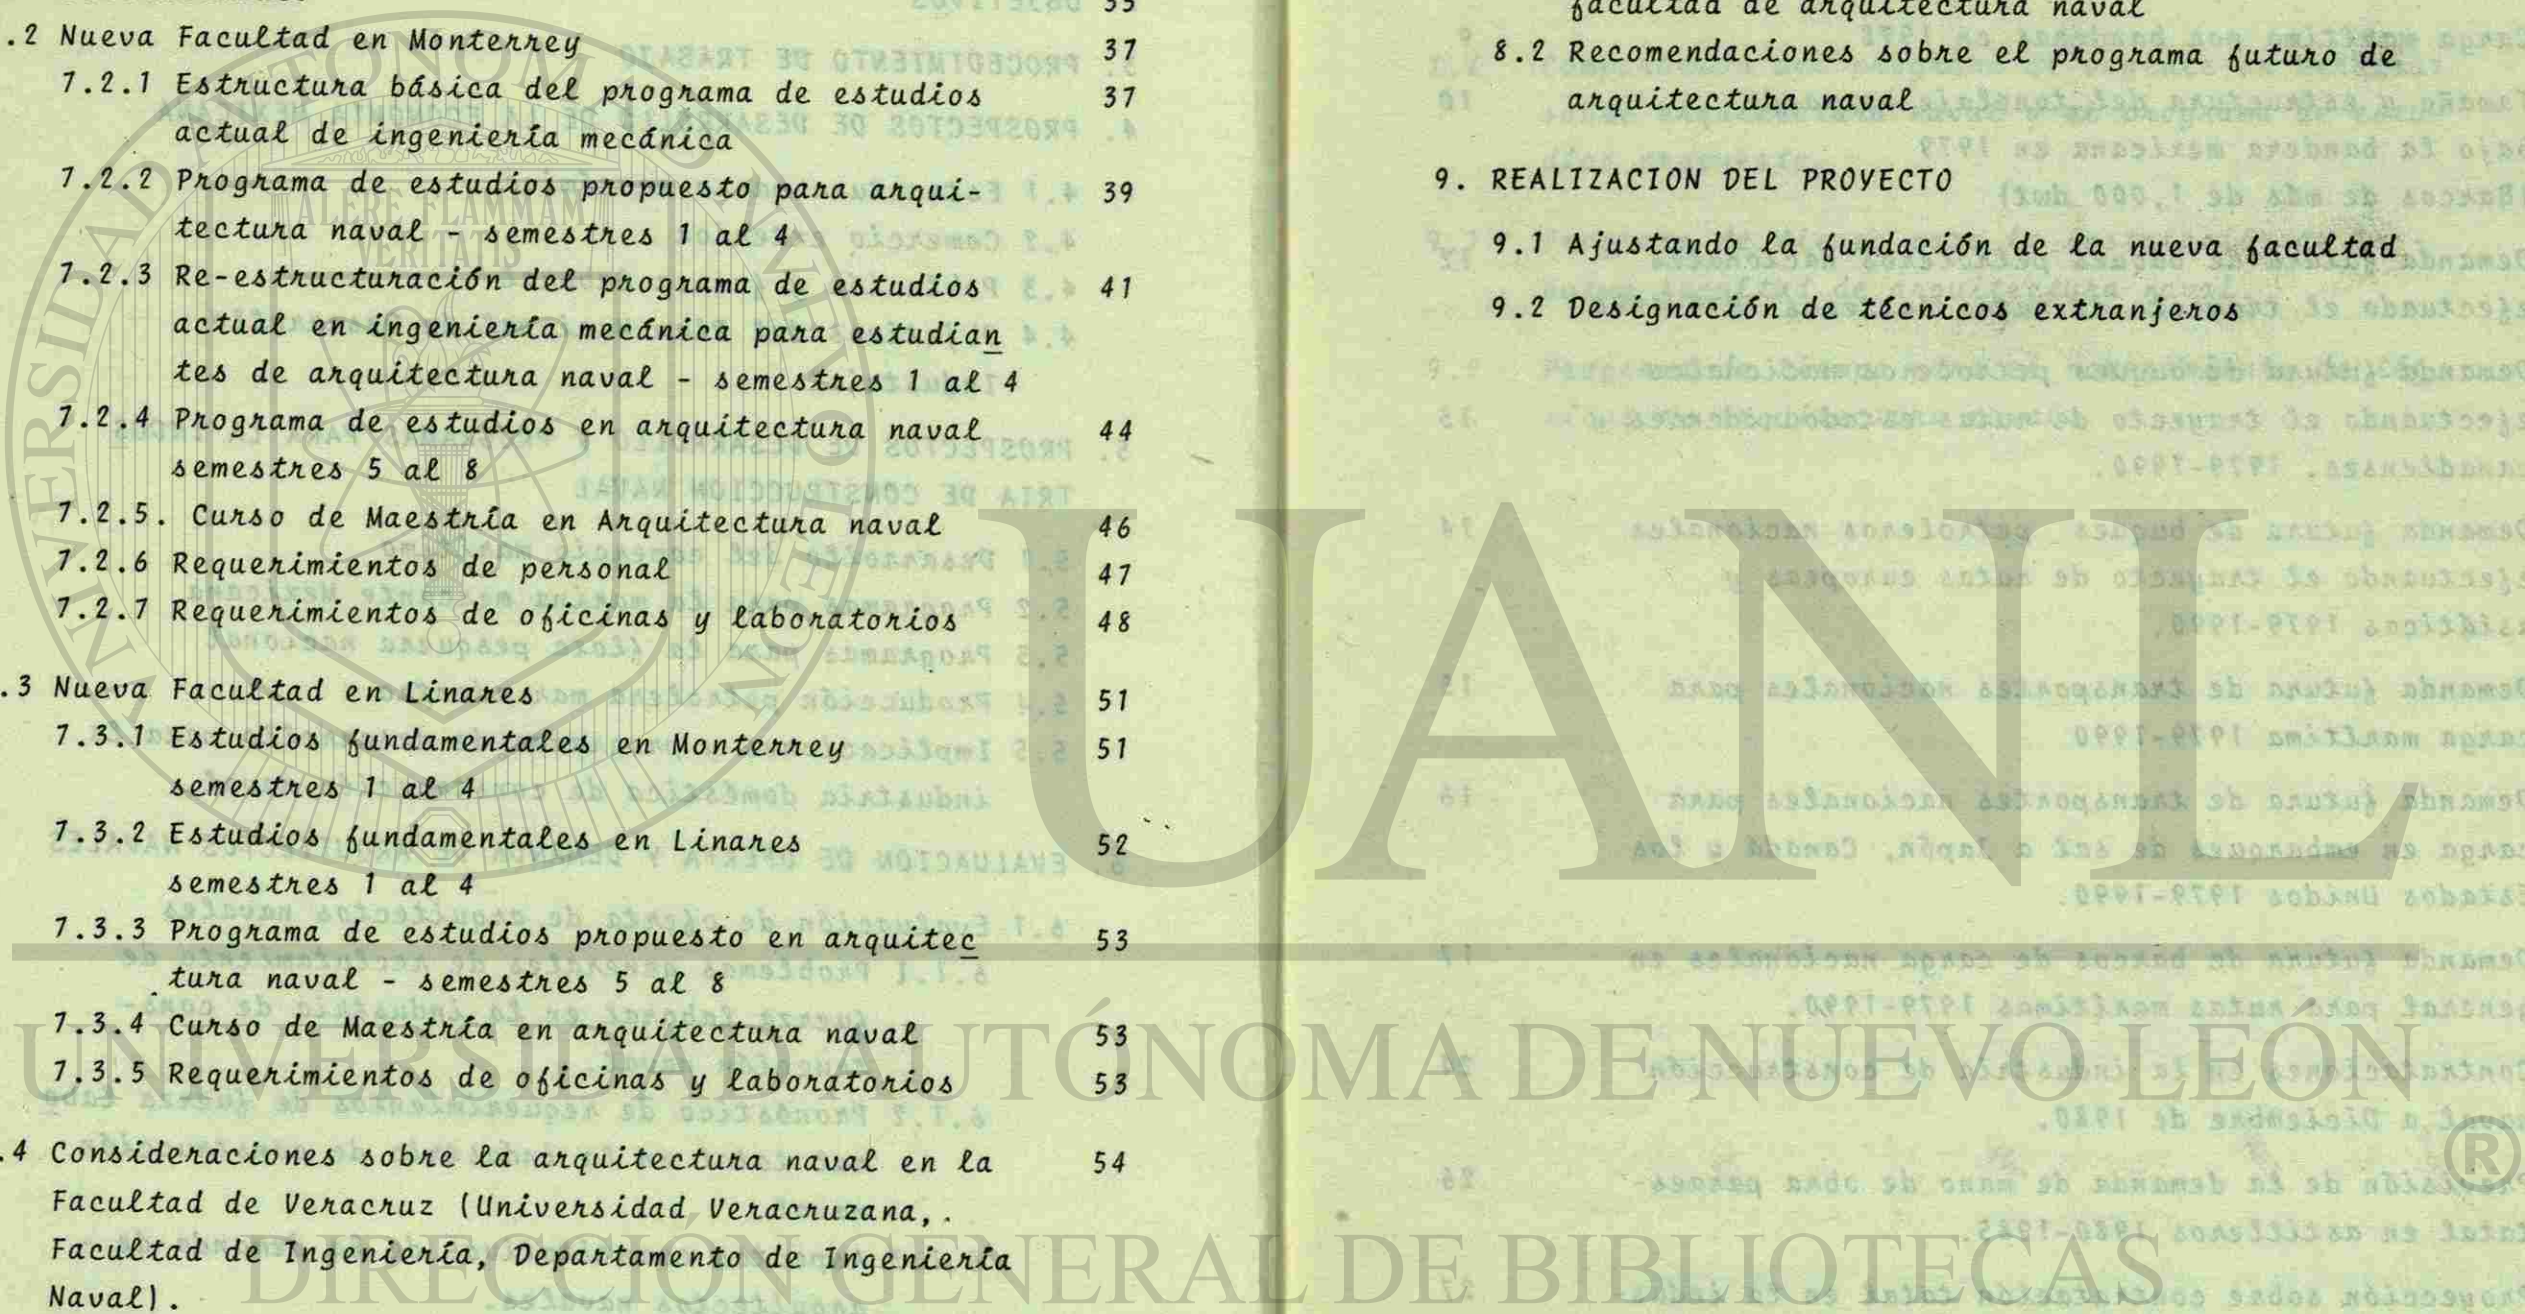 35
.2 Nueva Facultad en Monterrey 37
7.2.1 Estructura básica del programa de estudios 37
actual de ingeniería mecánica
7.2.2 Programa de estudios propuesto para arqui- 39
tectura naval - semestres 1 al 4
7.2.3 Re-estructuración del programa de estudios 41
actual en ingeniería mecánica para estudian
tes de arquitectura naval - semestres 1 al 4
7.2.4 Programa de estudios en arquitectura naval 44
semestres 5 al 8
7.2.5. Curso de Maestría en Arquitectura naval 46
7.2.6 Requerimientos de personal 47
7.2.7 Requerimientos de oficinas y laboratorios 48
.3 Nueva Facultad en Linares 51
7.3.1 Estudios fundamentales en Monterrey 51
semestres 1 al 4
7.3.2 Estudios fundamentales en Linares 52
semestres 1 al 4
7.3.3 Programa de estudios propuesto en arquitec 53
tura naval - semestres 5 al 8
7.3.4 Curso de Maestría en arquitectura naval 53
7.3.5 Requerimientos de oficinas y laboratorios 53
.4 Consideraciones sobre la arquitectura naval en la 54
Facultad de Veracruz (Universidad Veracruzana, .
Facultad de Ingeniería, Departamento de Ingeniería
Naval).
facultad de arquitectura naval
8.2 Recomendaciones sobre el programa futuro de
arquitectura naval
9. REALIZACION DEL PROYECTO
9.1 Ajustando la fundación de la nueva facultad
9.2 Designación de técnicos extranjeros
UANL
UNIVERSIDAD AUTÓNOMA DE NUEVO LEÓN
®
DIRECCIÓN GENERAL DE BIBLIOTECAS
UNIVERSIDAD AUTÓNOMA DE NUEVO LEÓN
ALERE FLAMMAM
VERITATIS